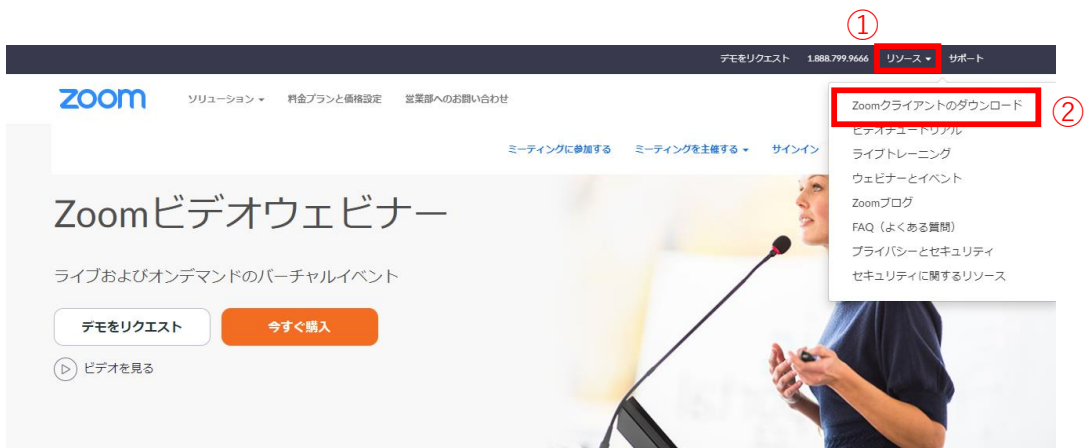 ①
デモをリクエスト 1.888.799.9666 リソース ▾ サポート
zoom ソリューション ▾ 料金プランと価格設定 営業部へのお問い合わせ
Zoomクライアントのダウンロード ②
ビデオチュートリアル
ミーティングに参加する ミーティングを主催する ▾ サインイン
ライブトレーニング
ウェビナーとイベント
Zoomブログ
FAQ（よくある質問）
プライバシーとセキュリティ
セキュリティに関するリソース
Zoomビデオウェビナー
ライブおよびオンデマンドのバーチャルイベント
デモをリクエスト 今すぐ購入
ビデオを見る